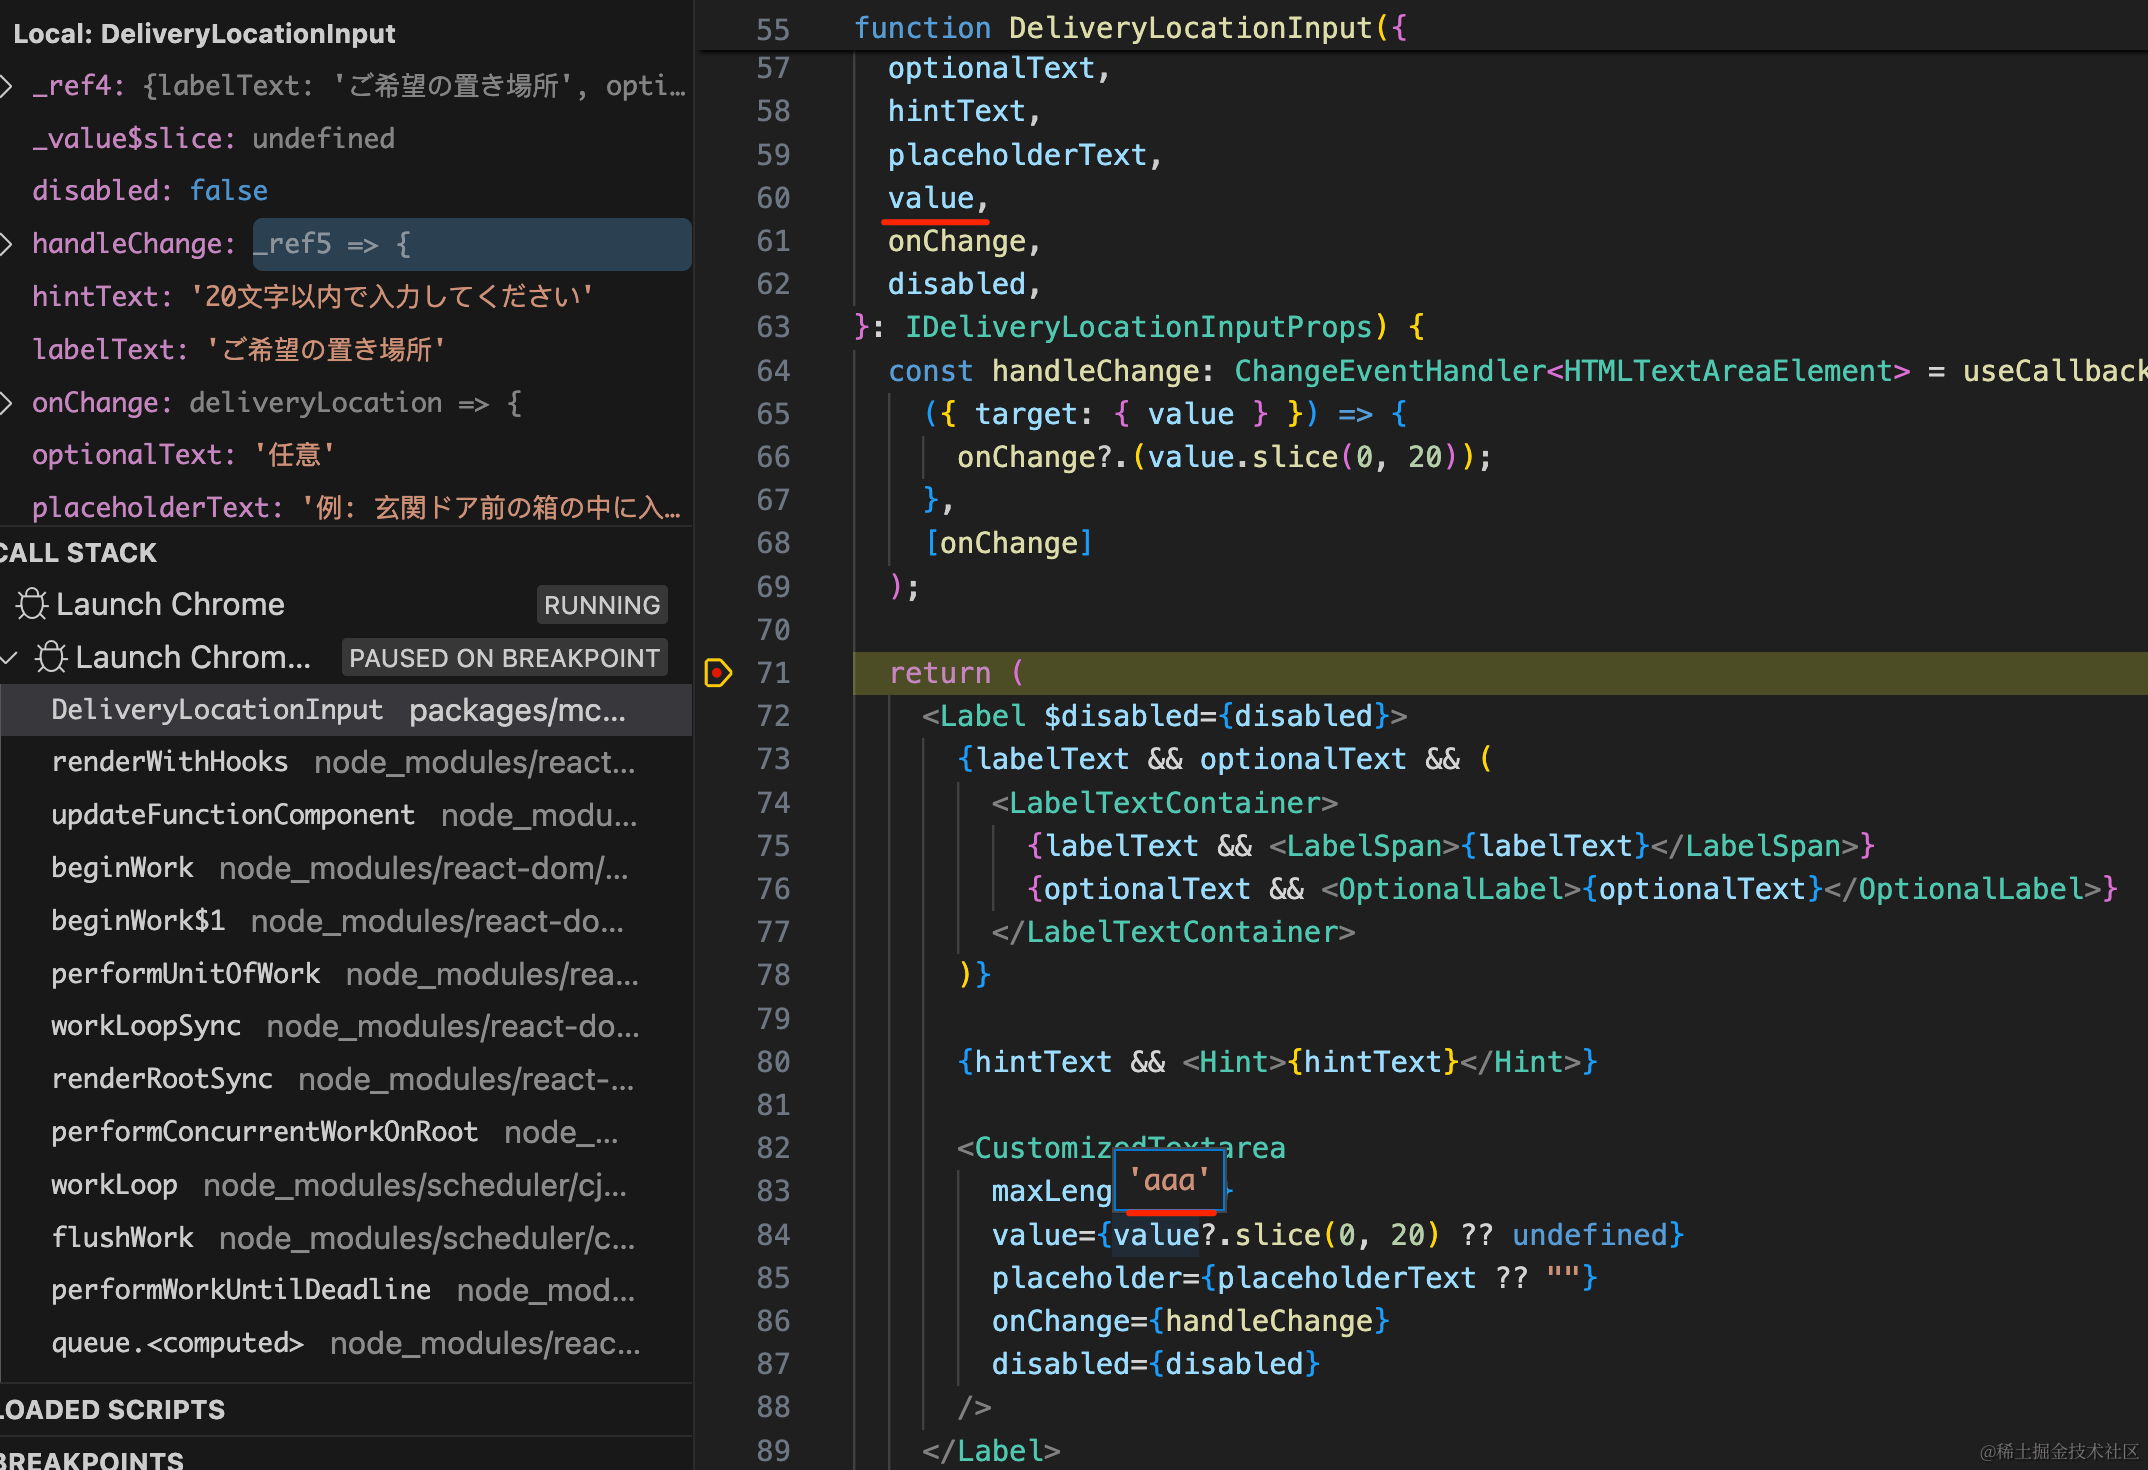 Local: DeliveryLocationInput
_ref4: {labelText: 'ご希望の置き場所', opti…
_value$slice: undefined
disabled: false
handleChange: _ref5 => {
hintText: '20文字以内で入力してください'
labelText: 'ご希望の置き場所'
onChange: deliveryLocation => {
optionalText: '任意'
placeholderText: '例: 玄関ドア前の箱の中に入…
CALL STACK
Launch Chrome RUNNING
Launch Chrom… PAUSED ON BREAKPOINT
DeliveryLocationInput packages/mc…
renderWithHooks node_modules/react…
updateFunctionComponent node_modu…
beginWork node_modules/react-dom/…
beginWork$1 node_modules/react-do…
performUnitOfWork node_modules/rea…
workLoopSync node_modules/react-do…
renderRootSync node_modules/react-…
performConcurrentWorkOnRoot node_…
workLoop node_modules/scheduler/cj…
flushWork node_modules/scheduler/c…
performWorkUntilDeadline node_mod…
queue.<computed> node_modules/reac…
LOADED SCRIPTS
BREAKPOINTS
55 function DeliveryLocationInput({
57 optionalText,
58 hintText,
59 placeholderText,
60 value,
61 onChange,
62 disabled,
63 }: IDeliveryLocationInputProps) {
64 const handleChange: ChangeEventHandler<HTMLTextAreaElement> = useCallback
65 ({ target: { value } }) => {
66 onChange?.(value.slice(0, 20));
67 },
68 [onChange]
69 );
70
71 return (
72 <Label $disabled={disabled}>
73 {labelText && optionalText && (
74 <LabelTextContainer>
75 {labelText && <LabelSpan>{labelText}</LabelSpan>}
76 {optionalText && <OptionalLabel>{optionalText}</OptionalLabel>}
77 </LabelTextContainer>
78 )}
79
80 {hintText && <Hint>{hintText}</Hint>}
81
82 <CustomizedTextarea
'aaa'
83 maxLeng }
84 value={value?.slice(0, 20) ?? undefined}
85 placeholder={placeholderText ?? ""}
86 onChange={handleChange}
87 disabled={disabled}
88 />
89 </Label>
@稀土掘金技术社区